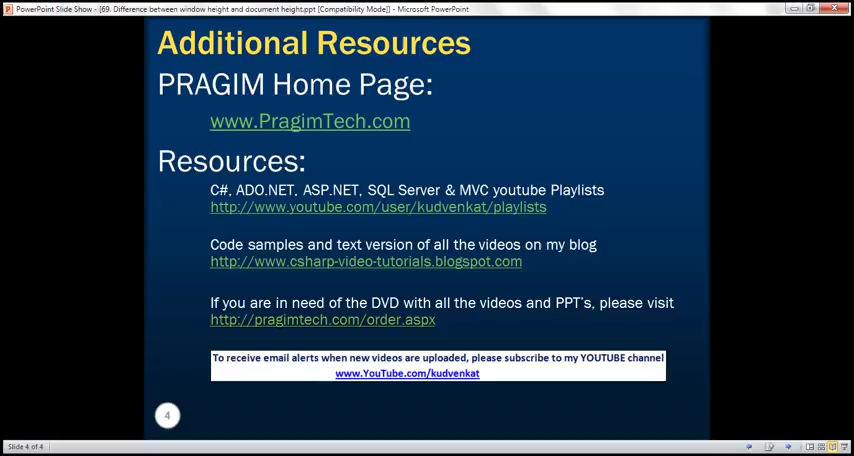 PowerPoint Slide Show - [69. Difference between window height and document height.ppt [Compatibility Mode]] - Microsoft PowerPoint
Additional Resources
PRAGIM Home Page:
www.PragimTech.com
Resources:
C#, ADO.NET, ASP.NET, SQL Server & MVC youtube Playlists
http://www.youtube.com/user/kudvenkat/playlists
Code samples and text version of all the videos on my blog
http://www.csharp-video-tutorials.blogspot.com
If you are in need of the DVD with all the videos and PPT's, please visit
http://pragimtech.com/order.aspx
To receive email alerts when new videos are uploaded, please subscribe to my YOUTUBE channel
www.YouTube.com/kudvenkat
4
Slide 4 of 4